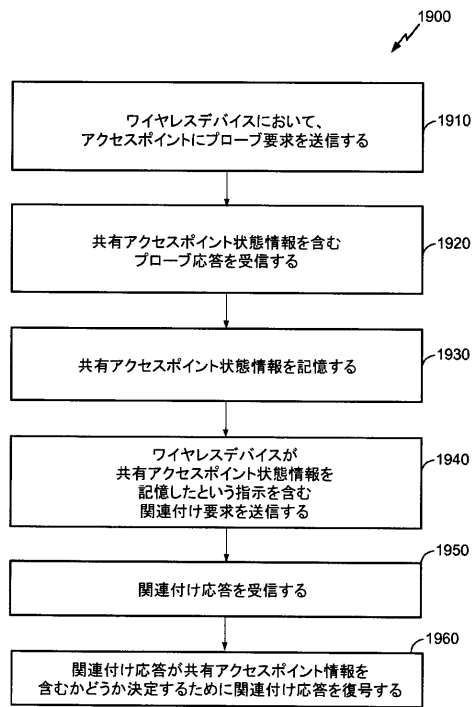 1900
ワイヤレスデバイスにおいて、
アクセスポイントにプローブ要求を送信する
1910
共有アクセスポイント状態情報を含む
プローブ応答を受信する
1920
共有アクセスポイント状態情報を記憶する
1930
ワイヤレスデバイスが
共有アクセスポイント状態情報を
記憶したという指示を含む
関連付け要求を送信する
1940
関連付け応答を受信する
1950
関連付け応答が共有アクセスポイント情報を
含むかどうか決定するために関連付け応答を復号する
1960